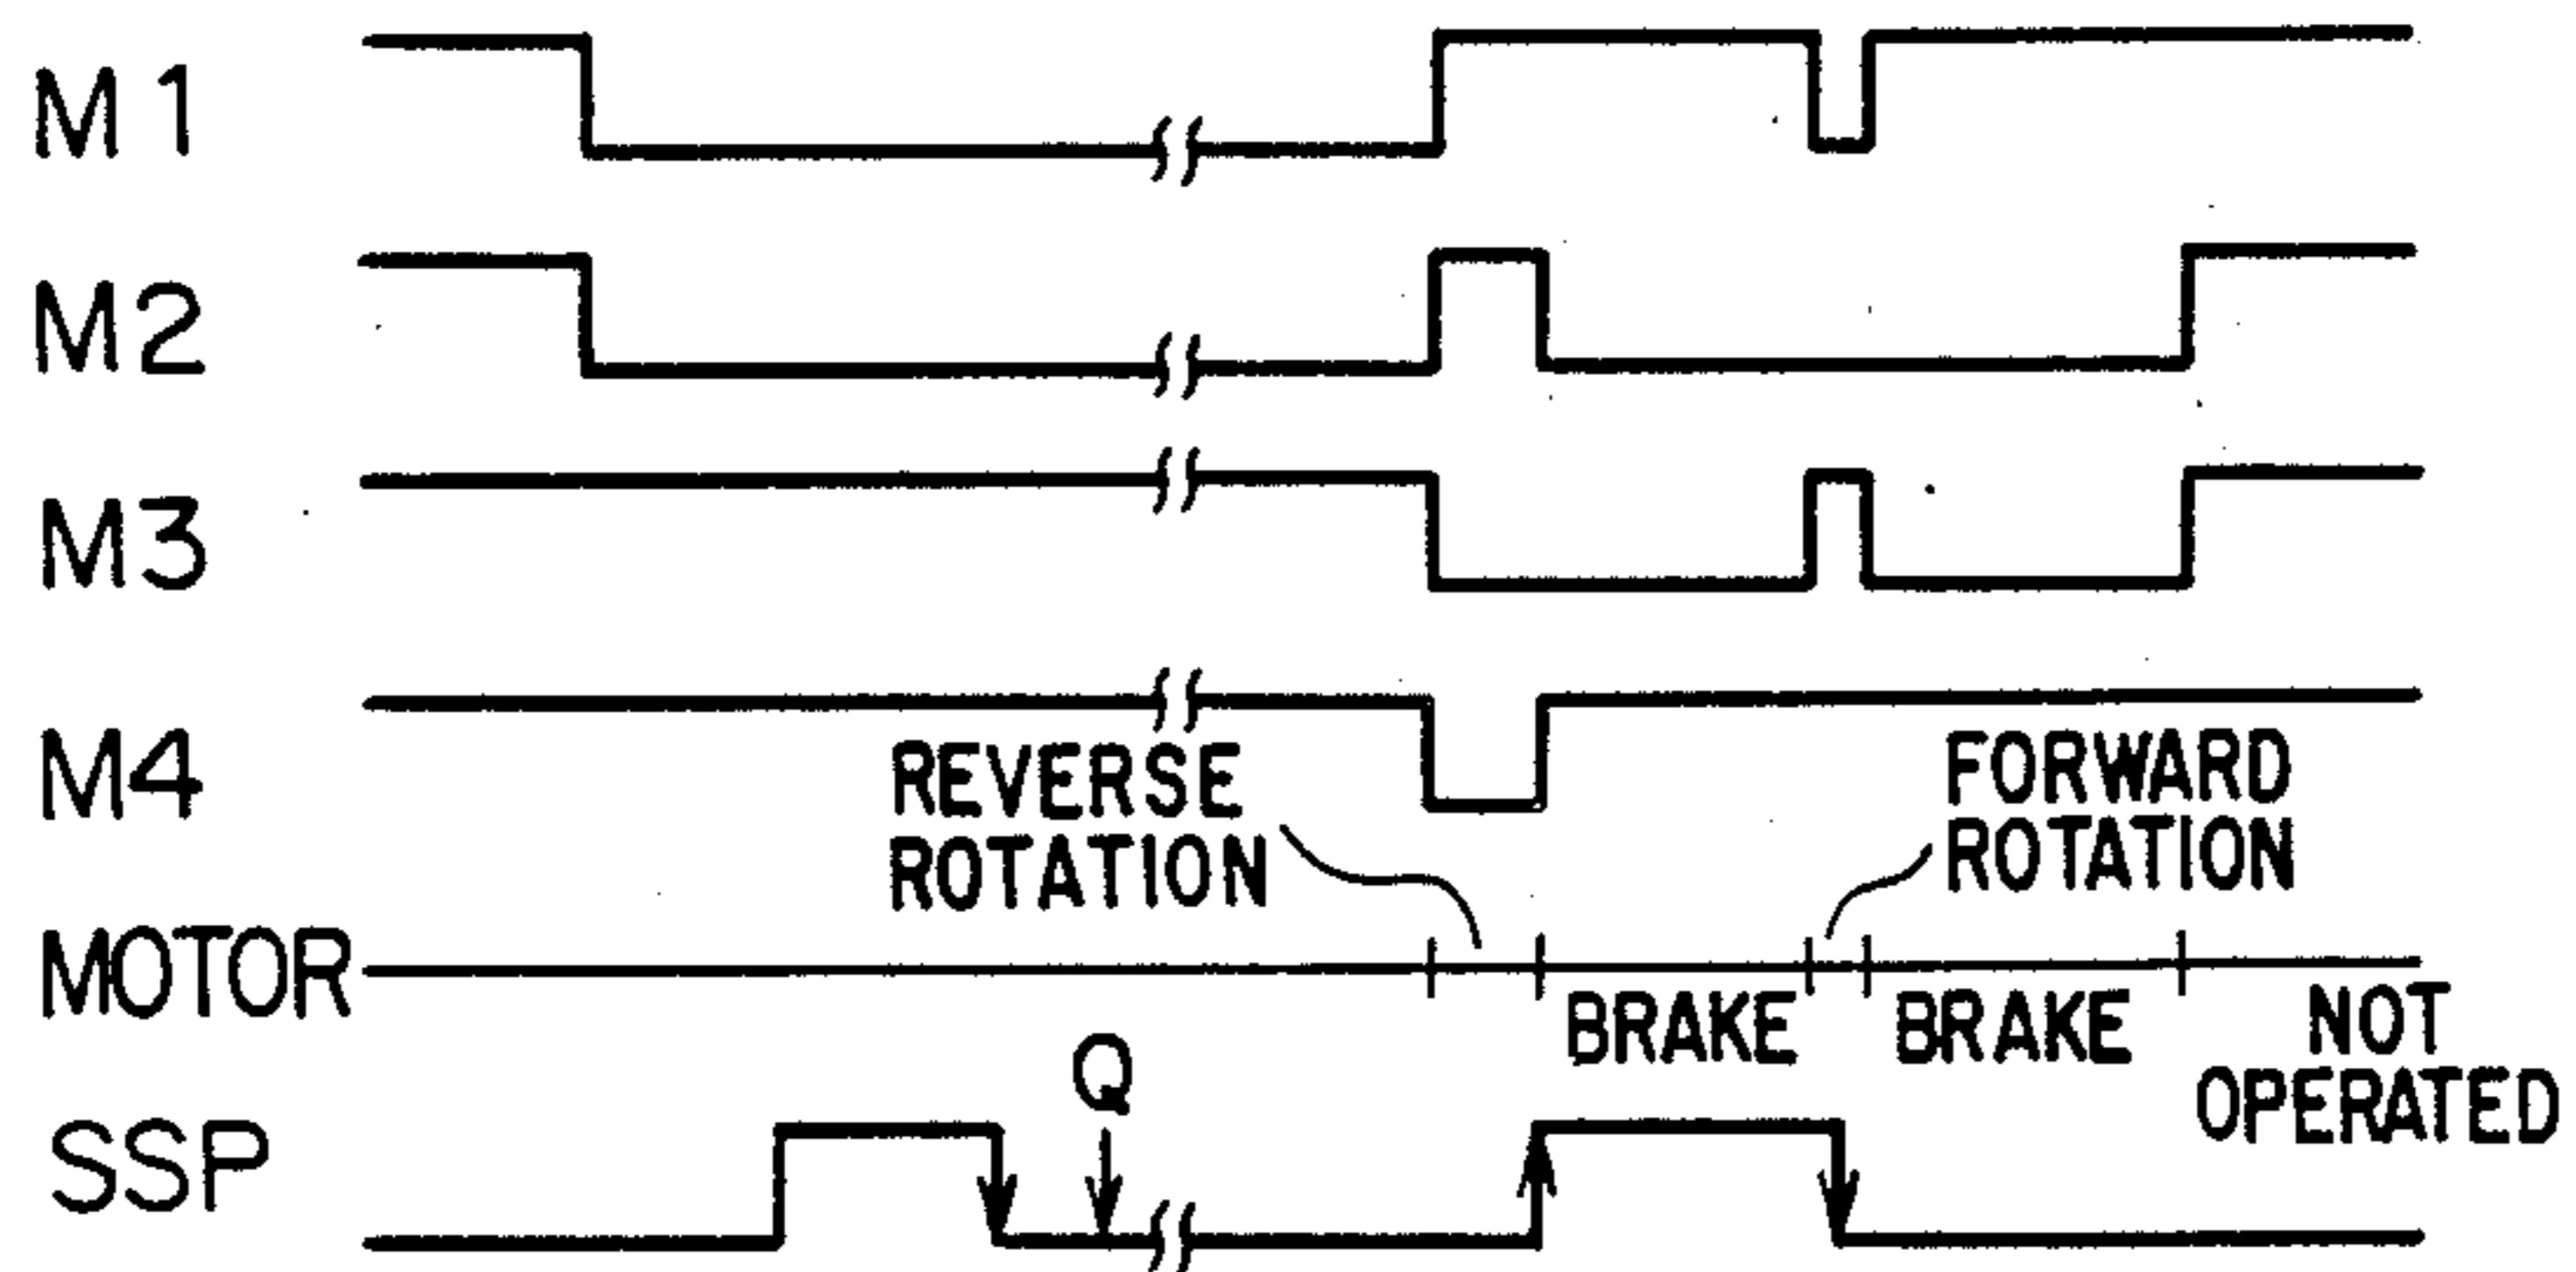 M1
M2
M3
M4
REVERSE
ROTATION
FORWARD
ROTATION
MOTOR
BRAKE
BRAKE
NOT
OPERATED
Q
SSP